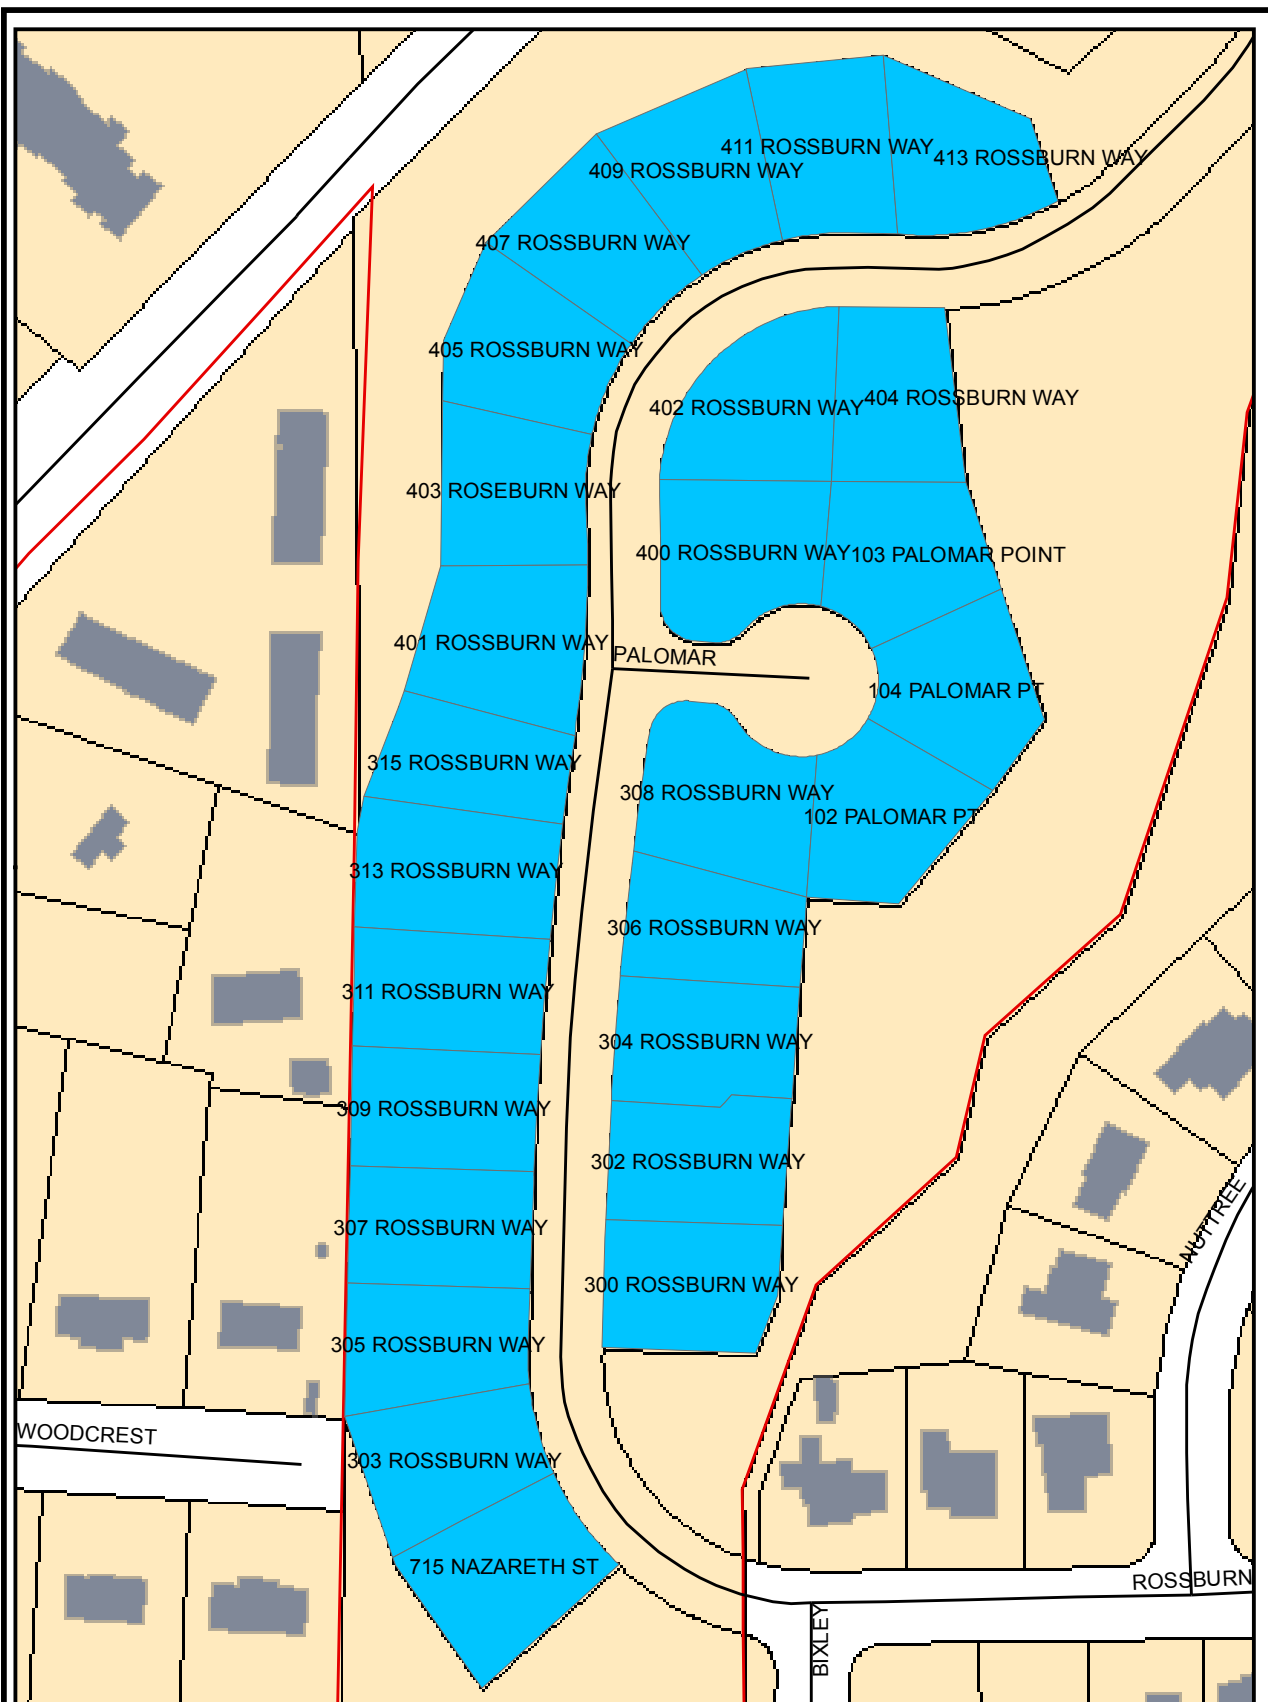 411 ROSSBURN WAY
413 ROSSBURN WAY
409 ROSSBURN WAY
407 ROSSBURN WAY
405 ROSSBURN WAY
402 ROSSBURN WAY
404 ROSSBURN WAY
403 ROSEBURN WAY
400 ROSSBURN WAY
103 PALOMAR POINT
401 ROSSBURN WAY
PALOMAR
104 PALOMAR PT
315 ROSSBURN WAY
308 ROSSBURN WAY
102 PALOMAR PT
313 ROSSBURN WAY
306 ROSSBURN WAY
311 ROSSBURN WAY
304 ROSSBURN WAY
309 ROSSBURN WAY
302 ROSSBURN WAY
307 ROSSBURN WAY
NUTTREE
300 ROSSBURN WAY
305 ROSSBURN WAY
WOODCREST
303 ROSSBURN WAY
715 NAZARETH ST
ROSSBURN
BIXLEY